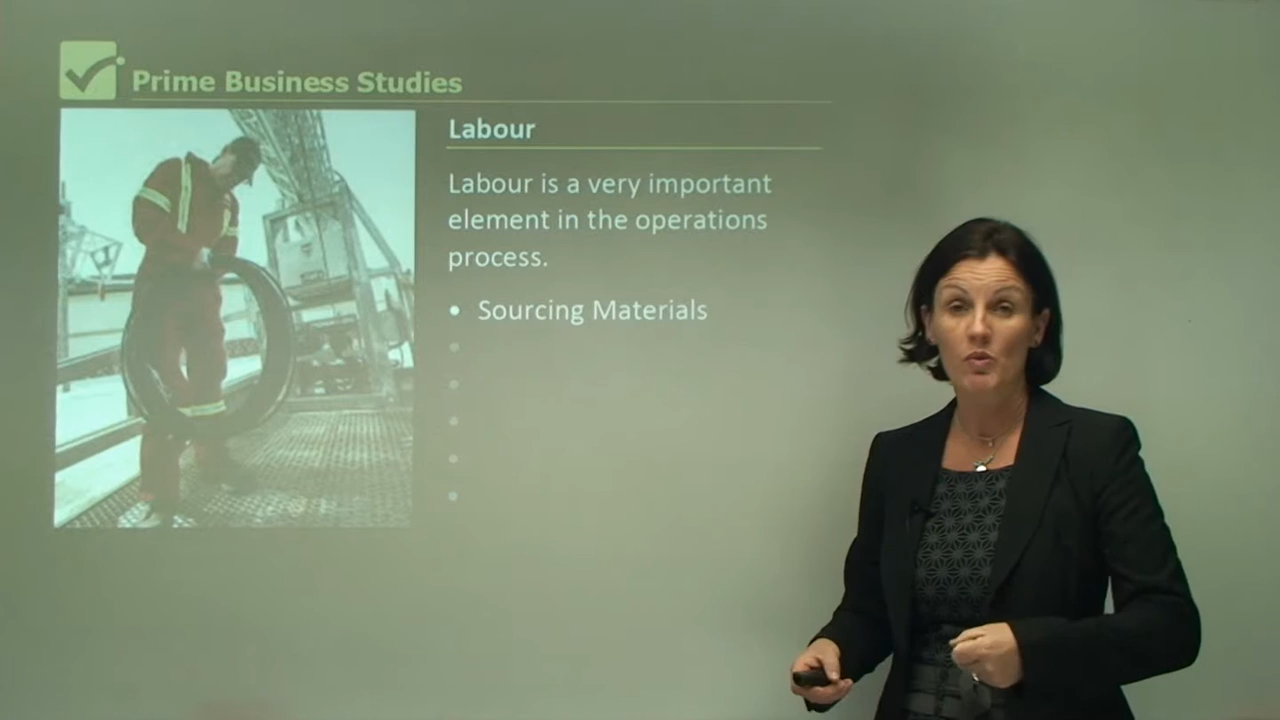 Prime Business Studies
Labour
Labour is a very important
element in the operations
process.
• Sourcing Materials